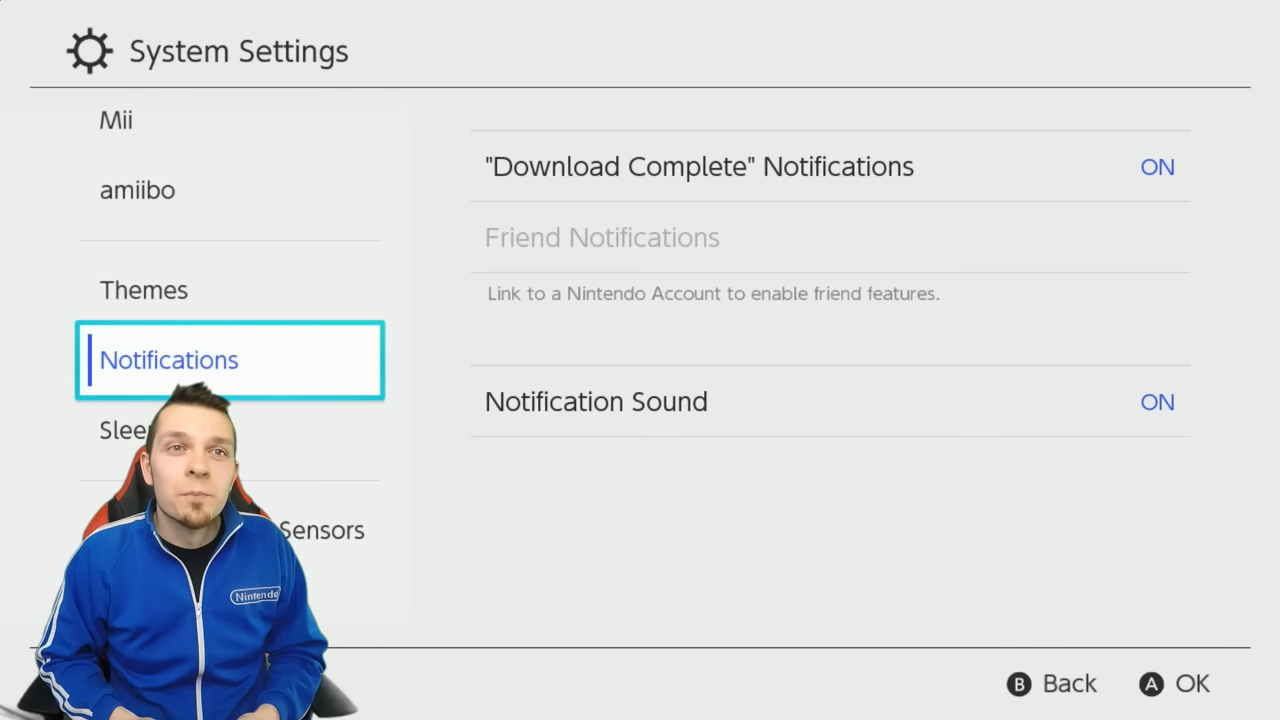 System Settings
Mii
amiibo
Themes
Notifications
Sensors
"Download Complete" Notifications ON
Friend Notifications
Link to a Nintendo Account to enable friend features.
Notification Sound ON
Nintendo
B Back A OK